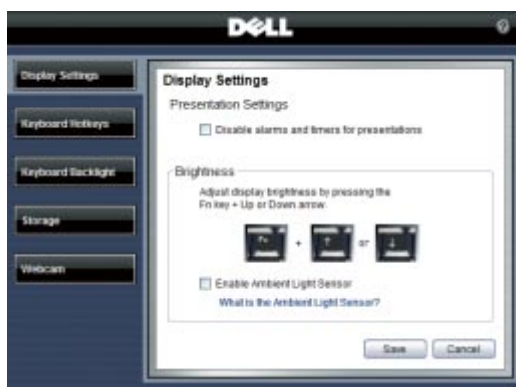 DELL
?
Display Settings
Keyboard Hotkeys
Keyboard Backlight
Storage
Webcam
Display Settings
Presentation Settings
Disable alarms and timers for presentations
Brightness
Adjust display brightness by pressing the
Fn key + Up or Down arrow.
Fn + ↑ or ↓
Enable Ambient Light Sensor
What is the Ambient Light Sensor?
Save Cancel